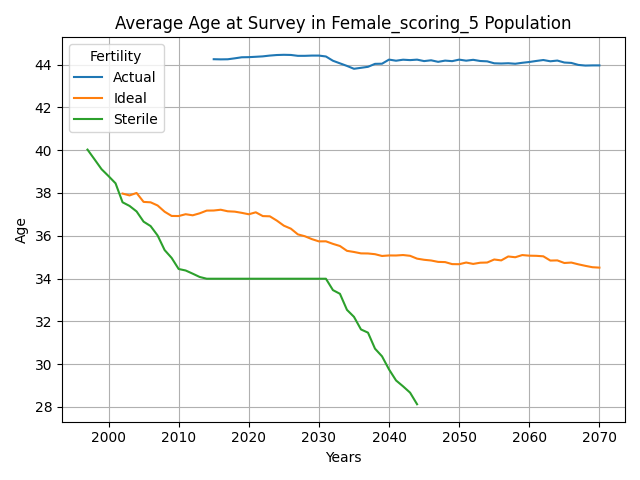 Average Age at Survey in Female_scoring_5 Population
Fertility
Actual
Ideal
Sterile
Age
44
42
40
38
36
34
32
30
28
2000 2010 2020 2030 2040 2050 2060 2070
Years